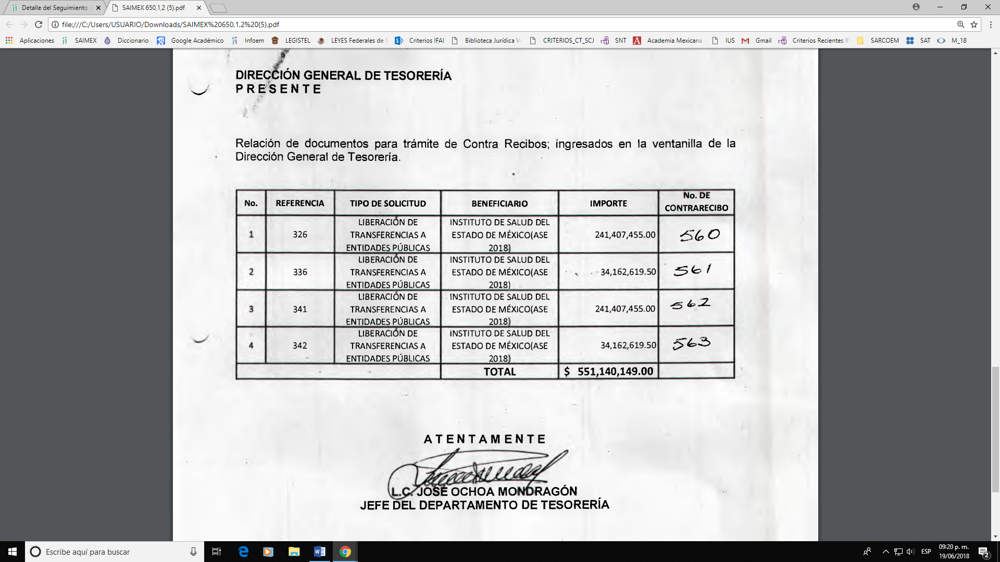 Detalle del Seguimiento
SAIMEX 650,1,2 (5).pdf
file:///C:/Users/USUARIO/Downloads/SAIMEX%20650,1,2%20(5).pdf
Aplicaciones SAIMEX Diccionario Google Académico Infoem LEGISTEL LEYES Federales de Criterios IFAI Biblioteca Jurídica CRITERIOS_CT_SCJ SNT Academia Mexicana IUS Gmail Criterios Recientes SARCOEM SAT M_18
DIRECCIÓN GENERAL DE TESORERÍA
P R E S E N T E
Relación de documentos para trámite de Contra Recibos; ingresados en la ventanilla de la
Dirección General de Tesorería.
No. REFERENCIA TIPO DE SOLICITUD BENEFICIARIO IMPORTE No. DE CONTRARECIBO
1 326 LIBERACIÓN DE TRANSFERENCIAS A ENTIDADES PÚBLICAS INSTITUTO DE SALUD DEL ESTADO DE MÉXICO(ASE 2018) 241,407,455.00 560
2 336 LIBERACIÓN DE TRANSFERENCIAS A ENTIDADES PÚBLICAS INSTITUTO DE SALUD DEL ESTADO DE MÉXICO(ASE 2018) 34,162,619.50 561
3 341 LIBERACIÓN DE TRANSFERENCIAS A ENTIDADES PÚBLICAS INSTITUTO DE SALUD DEL ESTADO DE MÉXICO(ASE 2018) 241,407,455.00 562
4 342 LIBERACIÓN DE TRANSFERENCIAS A ENTIDADES PÚBLICAS INSTITUTO DE SALUD DEL ESTADO DE MÉXICO(ASE 2018) 34,162,619.50 563
TOTAL $ 551,140,149.00
A T E N T A M E N T E
L.C. JOSÉ OCHOA MONDRAGÓN
JEFE DEL DEPARTAMENTO DE TESORERÍA
Escribe aquí para buscar
ESP
09:20 p. m.
19/06/2018
2